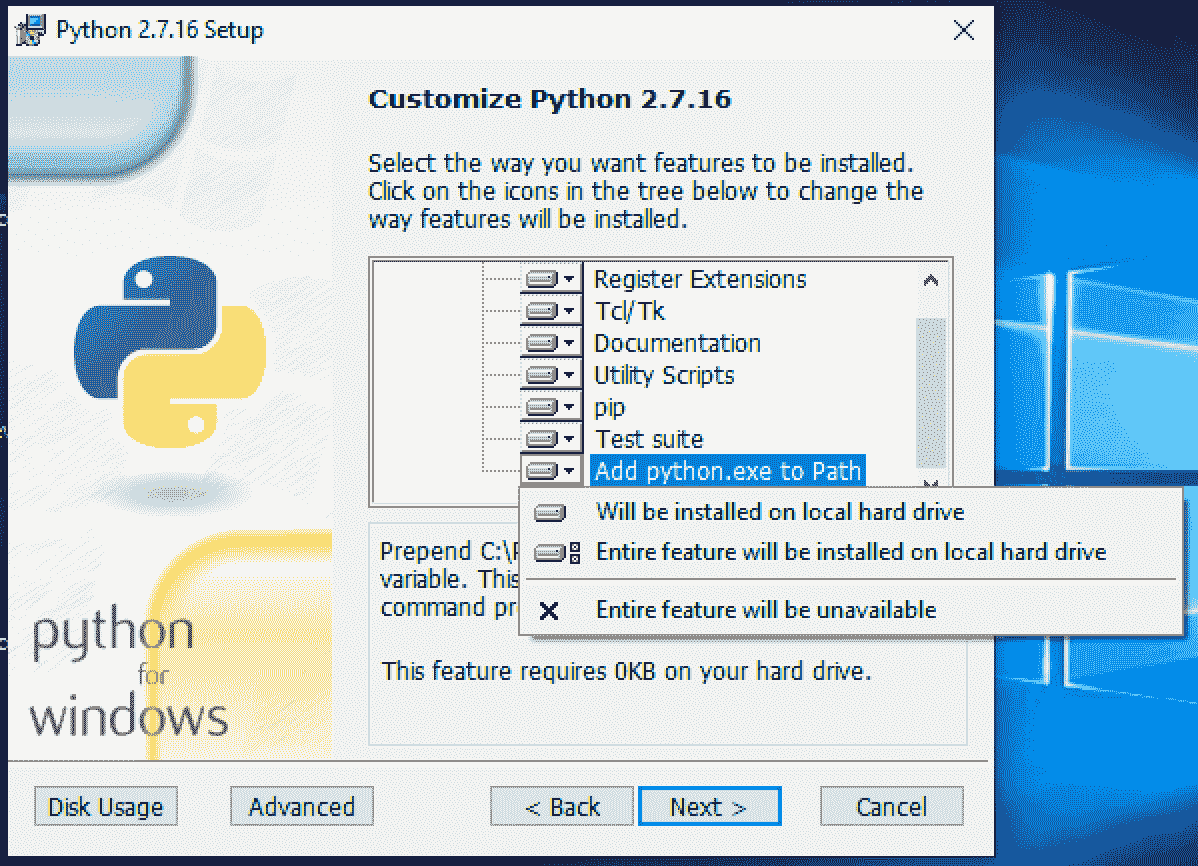 Python 2.7.16 Setup
Customize Python 2.7.16
Select the way you want features to be installed.
Click on the icons in the tree below to change the
way features will be installed.
Register Extensions
Tcl/Tk
Documentation
Utility Scripts
pip
Test suite
Add python.exe to Path
Will be installed on local hard drive
Entire feature will be installed on local hard drive
Entire feature will be unavailable
Prepend C:\
variable. This
command
This feature requires 0KB on your hard drive.
python
for
windows
Disk Usage
Advanced
< Back
Next >
Cancel